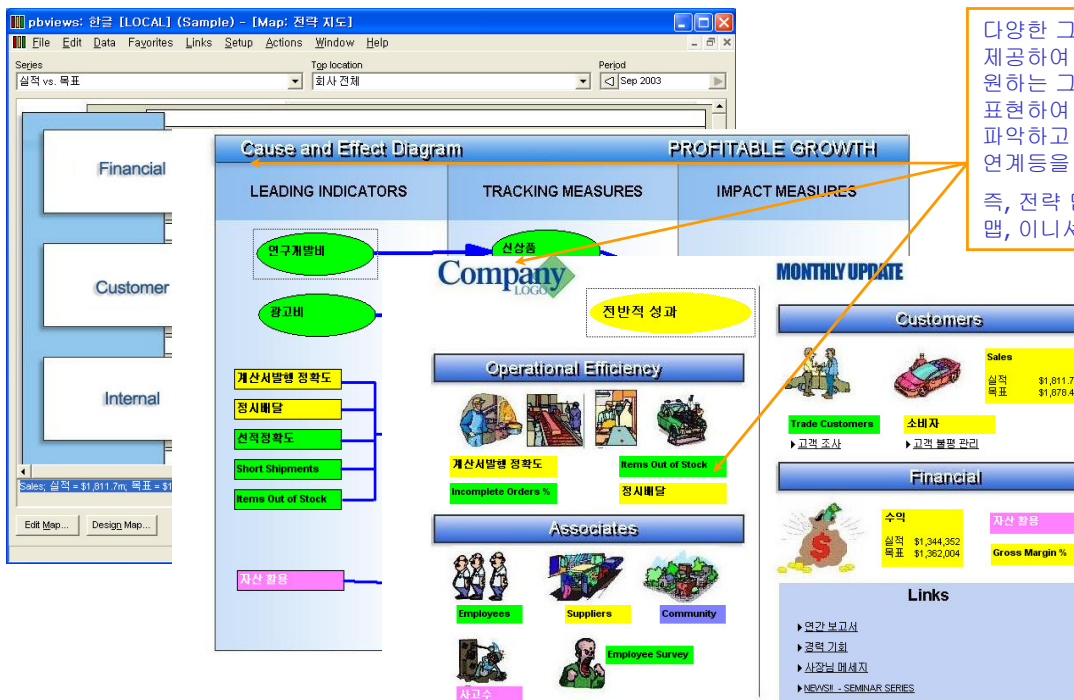 pbviews: 한글 [LOCAL] (Sample) - [Map: 전략 지도]
File Edit Data Favorites Links Setup Actions Window Help
Series
Top location
Period
실적 vs. 목표
회사 전체
Sep 2003
Financial
Customer
Internal
Sales; 실적 = $1,811.7m; 목표 = $1
Edit Map...
Design Map...
Cause and Effect Diagram
PROFITABLE GROWTH
LEADING INDICATORS
TRACKING MEASURES
IMPACT MEASURES
연구개발비
신상품
광고비
계산서발행 정확도
정시배달
선적정확도
Short Shipments
Items Out of Stock
자산 활용
Company
LOGO
전반적 성과
Operational Efficiency
계산서발행 정확도
Items Out of Stock
Incomplete Orders %
정시배달
Associates
Employees
Suppliers
Community
사고수
Employee Survey
MONTHLY UPDATE
Customers
Sales
실적 $1,811.7
목표 $1,878.4
Trade Customers
소비자
고객 조사
고객 불평 관리
Financial
수익
실적 $1,344,352
목표 $1,362,004
자산 활용
Gross Margin %
Links
연간 보고서
경력 기회
사장님 메세지
NEWS!! - SEMINAR SERIES
다양한 그
제공하여
원하는 그
표현하여
파악하고
연계등을
즉, 전략
맵, 이니